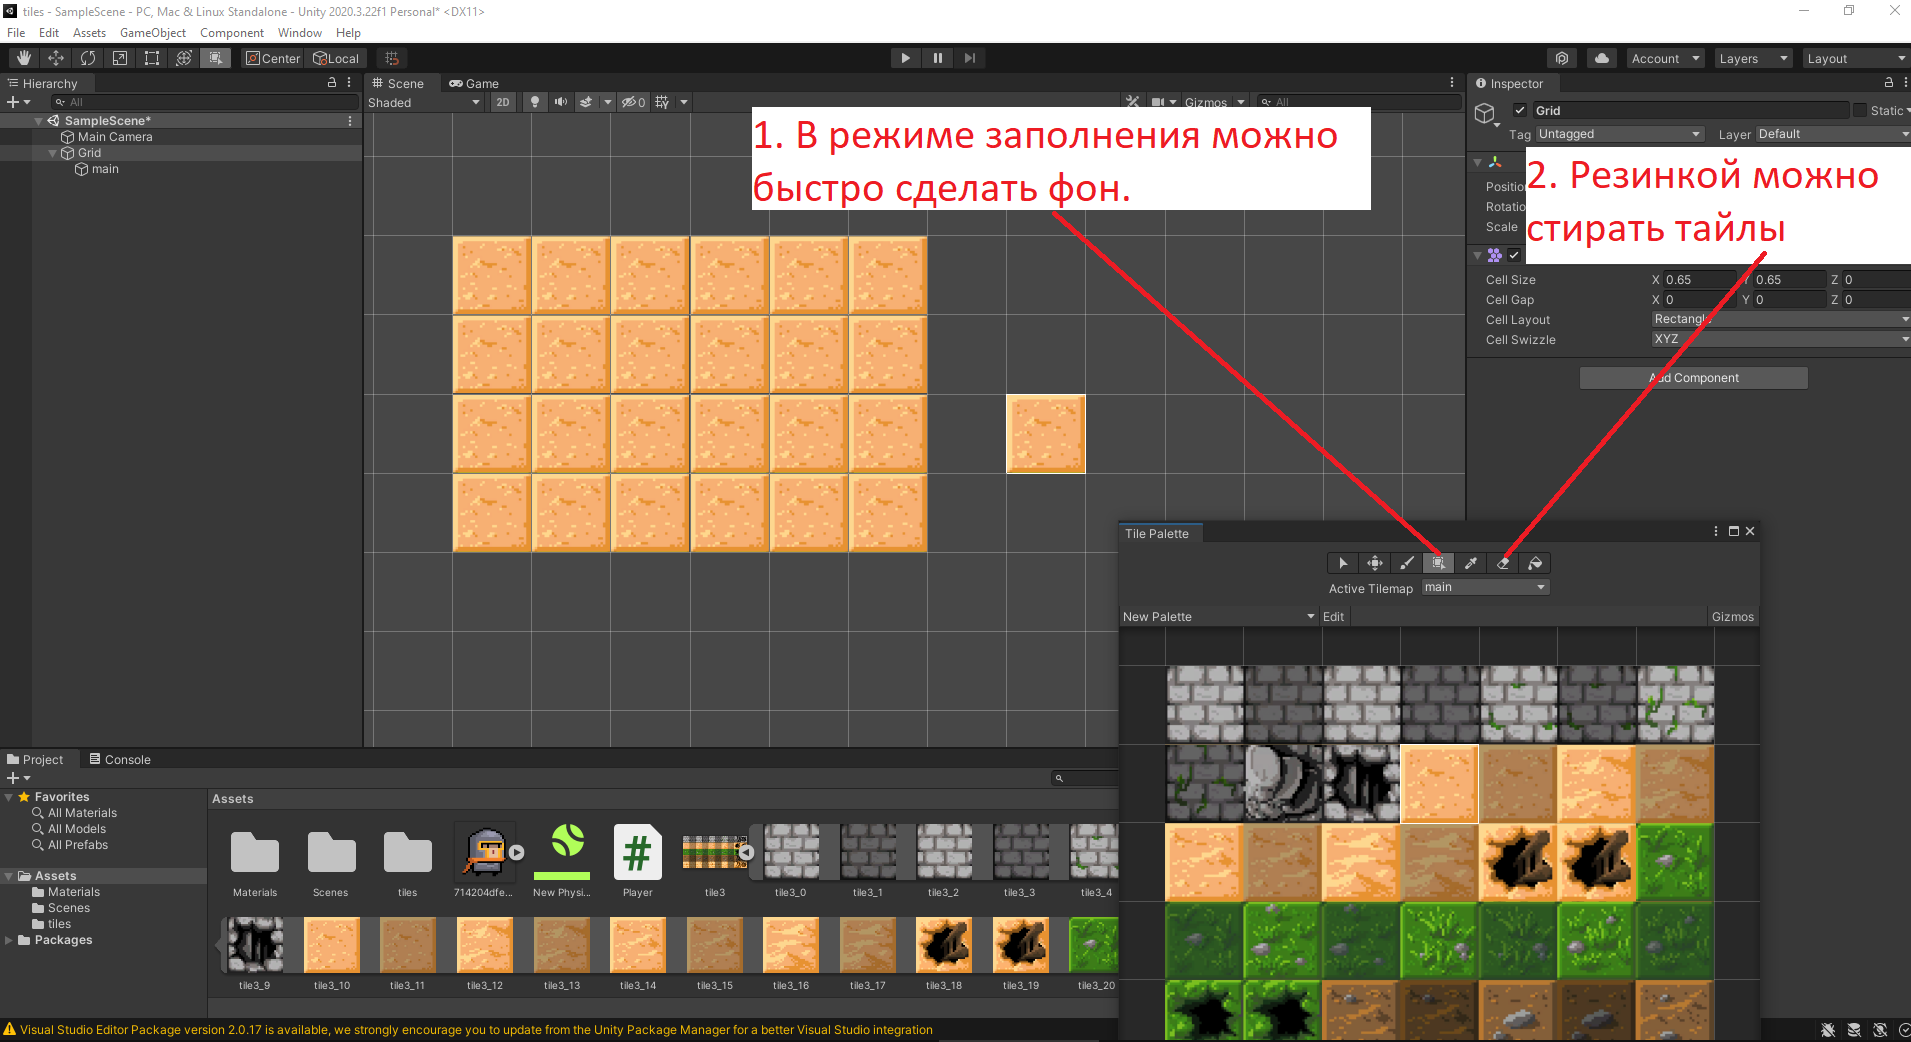 tiles - SampleScene - PC, Mac & Linux Standalone - Unity 2020.3.22f1 Personal* <DX11>
File Edit Assets GameObject Component Window Help
Center Local Account Layers Layout
Hierarchy
All
SampleScene*
Main Camera
Grid
main
Scene Game
Shaded 2D 0 Gizmos All
1. В режиме заполнения можно
быстро сделать фон.
Inspector
Grid Static
Tag Untagged Layer Default
2. Резинкой можно
стирать тайлы
Positio
Rotatio
Scale
Cell Size X 0.65 Y 0.65 Z 0
Cell Gap X 0 Y 0 Z 0
Cell Layout Rectangle
Cell Swizzle XYZ
Add Component
Tile Palette
Active Tilemap main
New Palette Edit Gizmos
Project Console
Favorites
All Materials
All Models
All Prefabs
Assets
Materials
Scenes
tiles
Packages
Assets
Materials Scenes tiles 714204dfe... New Physi... Player tile3 tile3_0 tile3_1 tile3_2 tile3_3 tile3_4
tile3_9 tile3_10 tile3_11 tile3_12 tile3_13 tile3_14 tile3_15 tile3_16 tile3_17 tile3_18 tile3_19 tile3_20
Visual Studio Editor Package version 2.0.17 is available, we strongly encourage you to update from the Unity Package Manager for a better Visual Studio integration